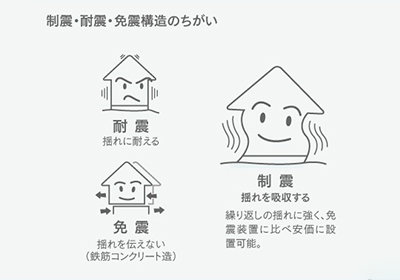 制震・耐震・免震構造のちがい
耐震
揺れに耐える
免震
揺れを伝えない
（鉄筋コンクリート造）
制震
揺れを吸収する
繰り返しの揺れに強く、免
震装置に比べ安価に設
置可能。